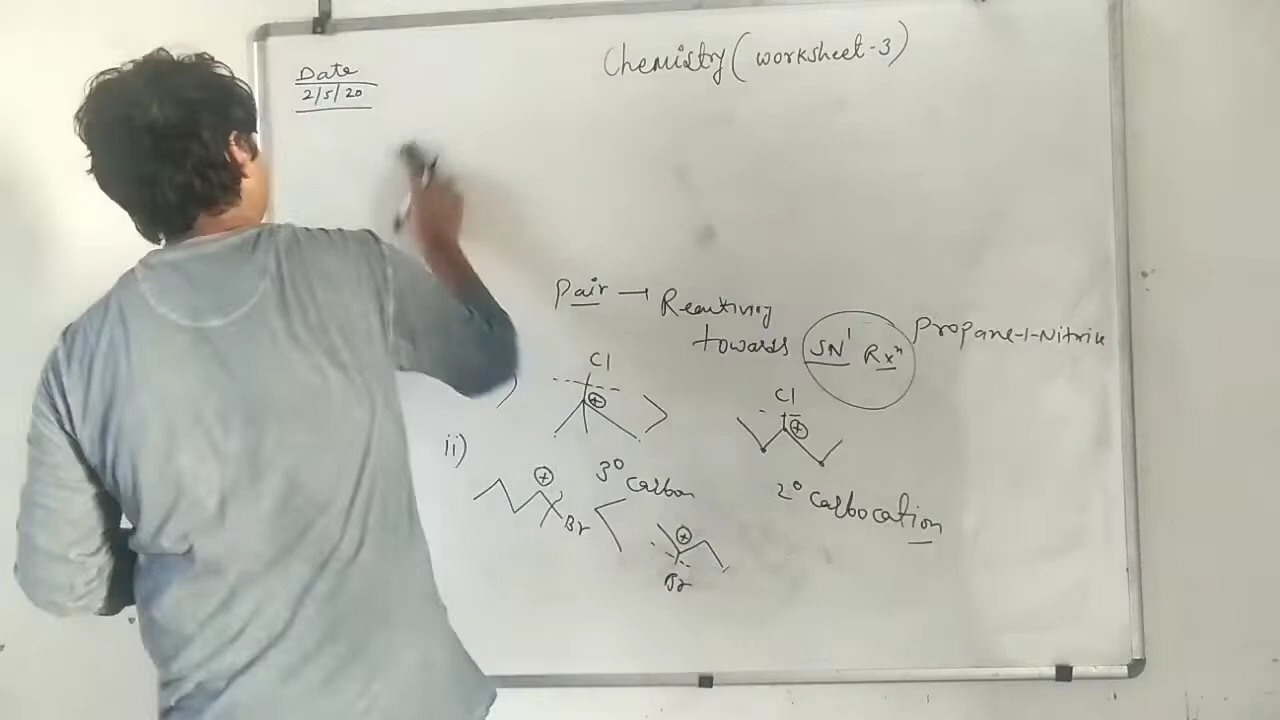 Chemistry (worksheet-3)
Date
2/5/20
Pair → Reactivity
towards SN¹ Rxⁿ
Propane-1-Nitrile
Cl
⊕
>
Cl
⊕
ii)
3° carbon
2° carbocation
⊕
Br
<
⊕
Br